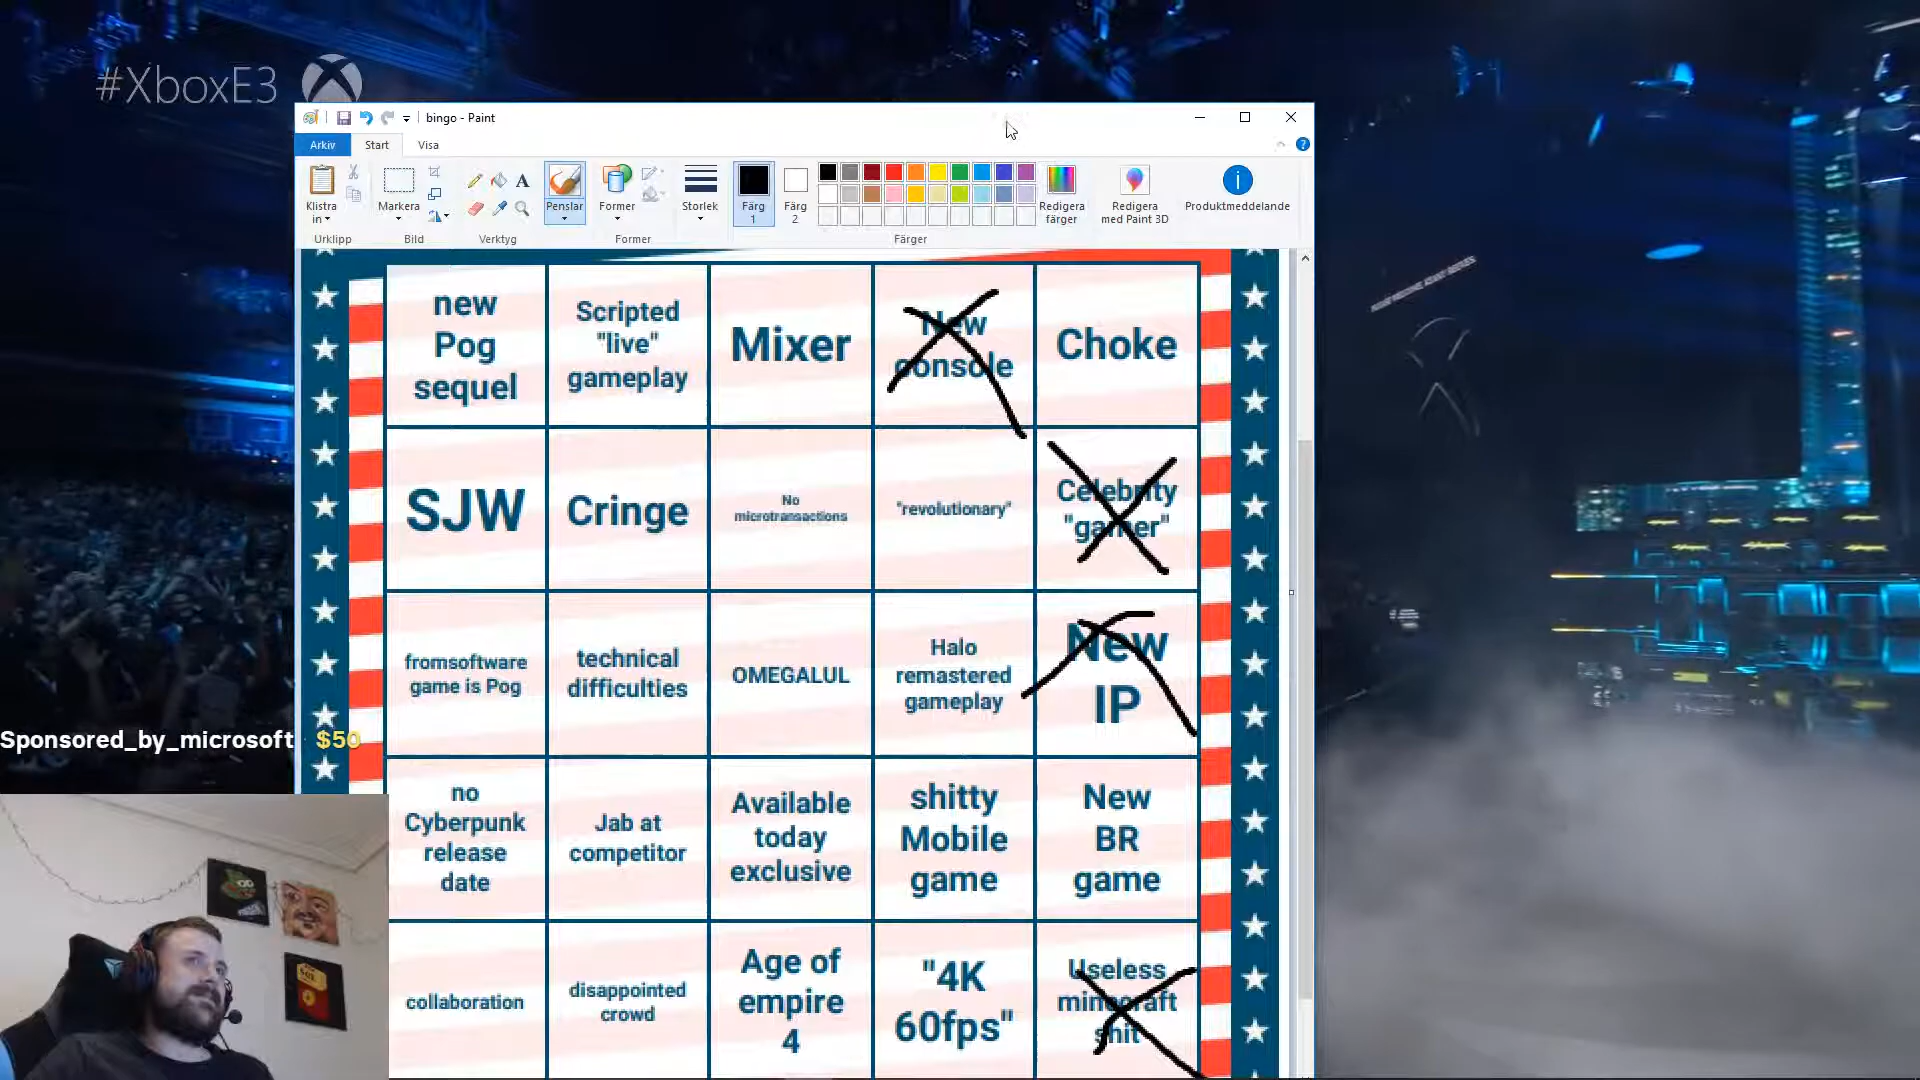 #XboxE3
bingo - Paint
Arkiv
Start
Visa
Klistra
in
Markera
Penslar
Former
Storlek
Färg
1
Färg
2
Redigera
färger
Redigera
med Paint 3D
Produktmeddelande
Urklipp
Bild
Verktyg
Former
Färger
new
Pog
sequel
Scripted
"live"
gameplay
Mixer
New
console
Choke
SJW
Cringe
No
microtransactions
"revolutionary"
Celebrity
"gamer"
fromsoftware
game is Pog
technical
difficulties
OMEGALUL
Halo
remastered
gameplay
New
IP
Sponsored_by_microsoft $50
no
Cyberpunk
release
date
Jab at
competitor
Available
today
exclusive
shitty
Mobile
game
New
BR
game
collaboration
disappointed
crowd
Age of
empire
4
"4K
60fps"
Useless
minecraft
shit